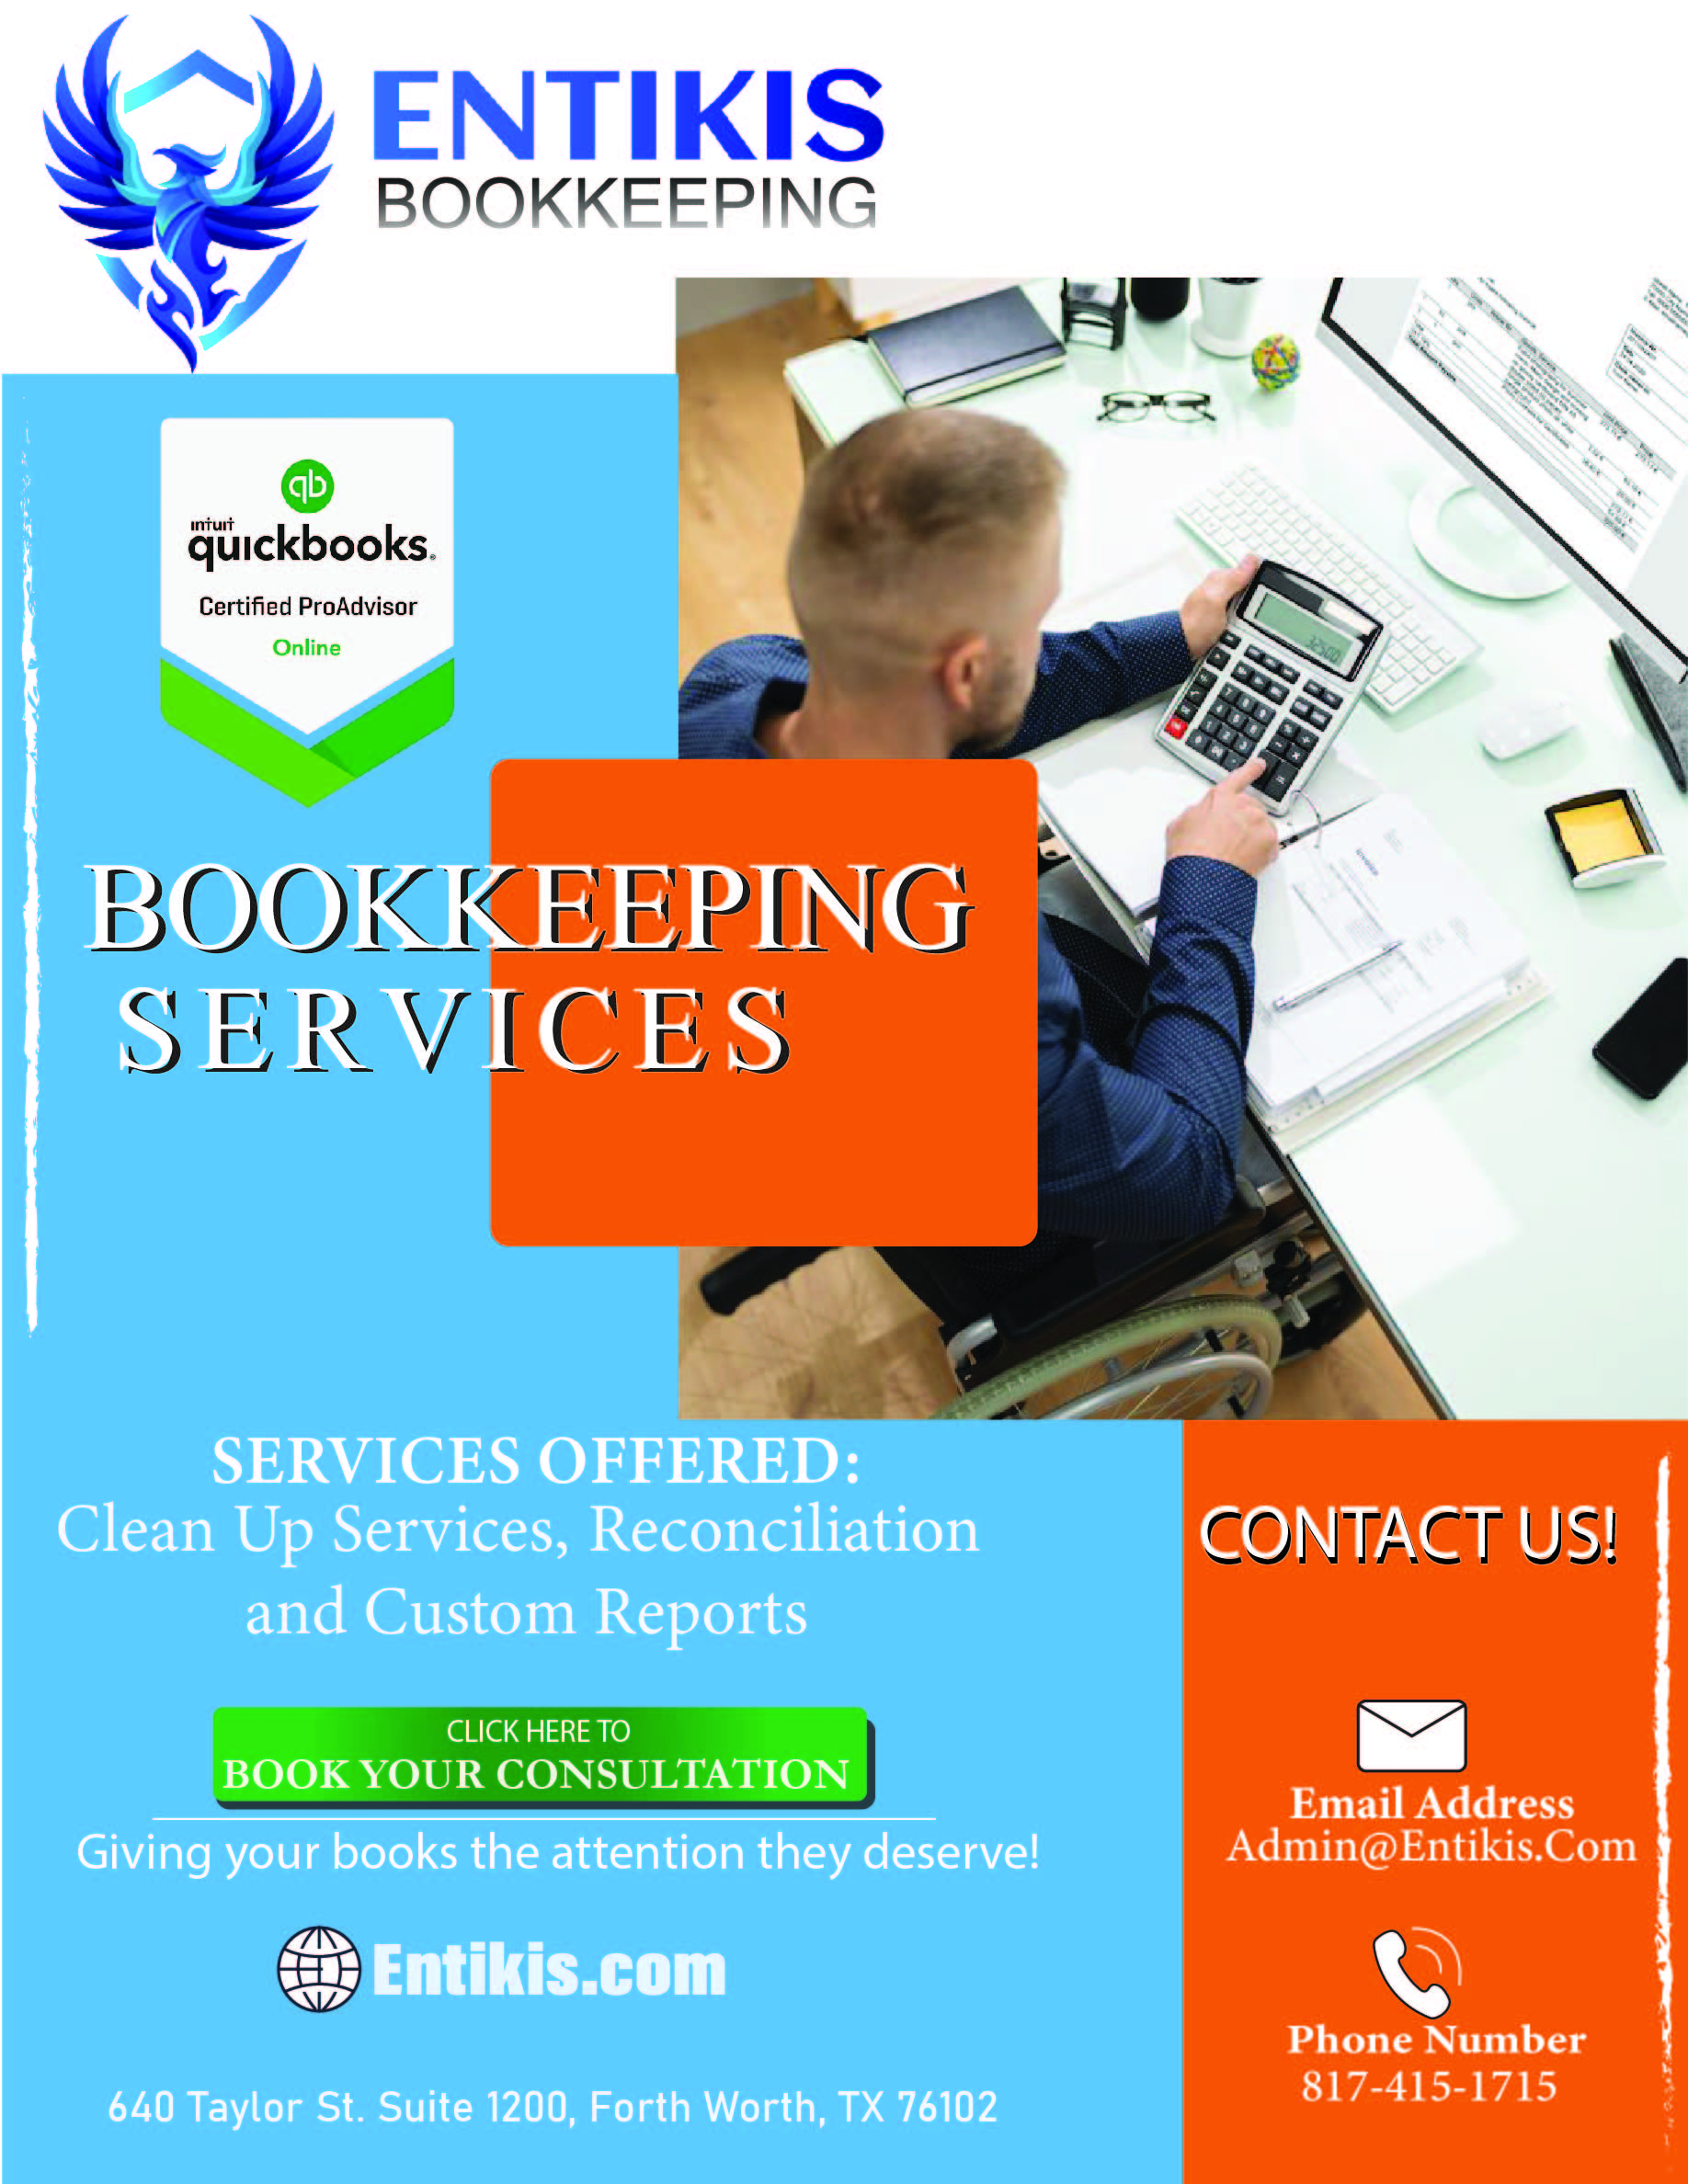 ENTIKIS
BOOKKEEPING
qb
intuit
quickbooks.
Certified ProAdvisor
Online
BOOKKEEPING
SERVICES
SERVICES OFFERED:
Clean Up Services, Reconciliation
and Custom Reports
CLICK HERE TO
BOOK YOUR CONSULTATION
Giving your books the attention they deserve!
Entikis.com
640 Taylor St. Suite 1200, Forth Worth, TX 76102
CONTACT US!
Email Address
Admin@Entikis.Com
Phone Number
817-415-1715